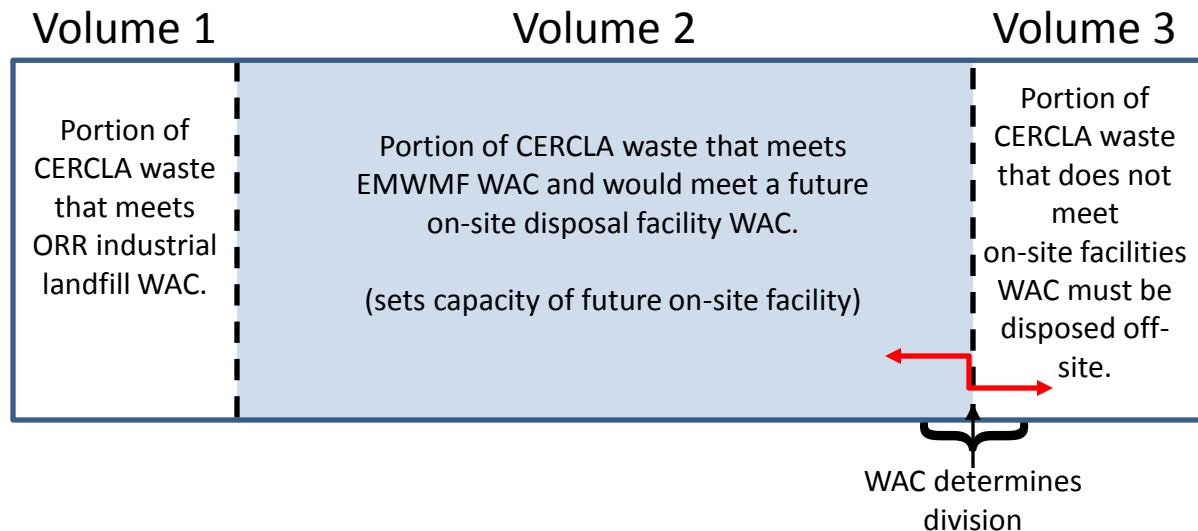 Volume 1
Volume 2
Volume 3
Portion of
CERCLA waste
that meets
ORR industrial
landfill WAC.
Portion of CERCLA waste that meets
EMWMF WAC and would meet a future
on-site disposal facility WAC.
(sets capacity of future on-site facility)
Portion of
CERCLA waste
that does not
meet
on-site facilities
WAC must be
disposed off-
site.
WAC determines
division